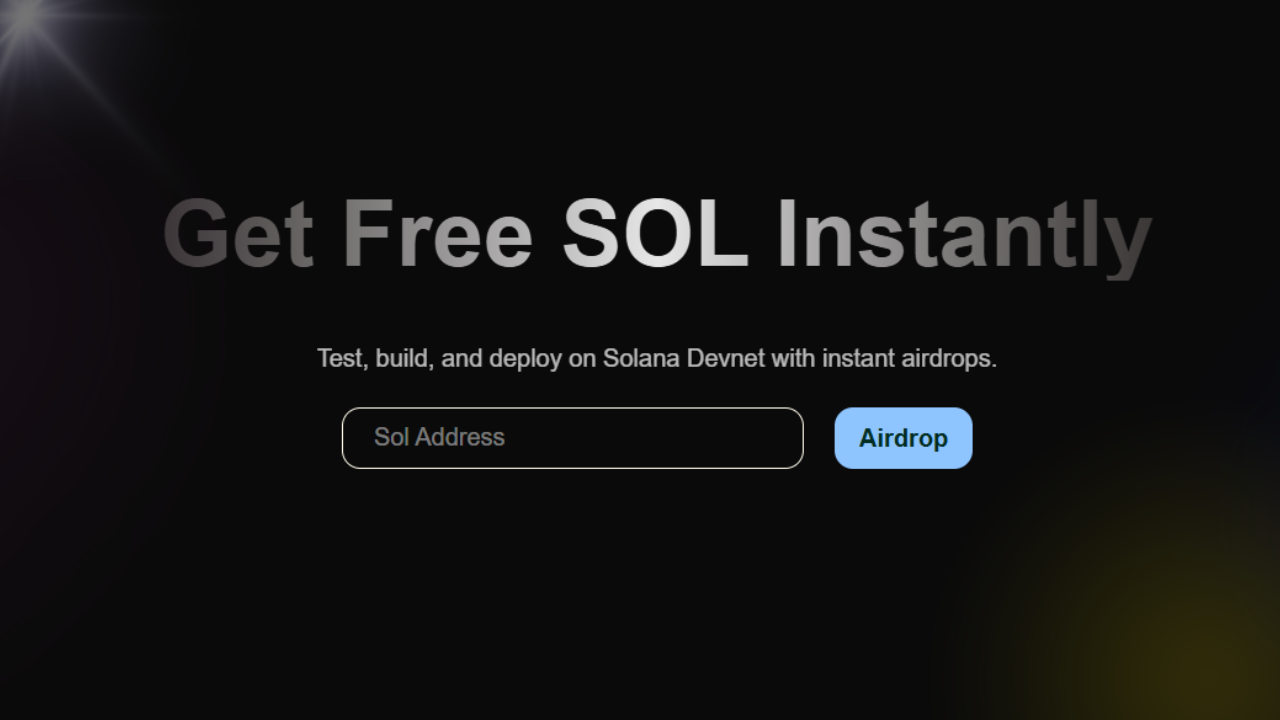 Get Free SOL Instantly
Test, build, and deploy on Solana Devnet with instant airdrops.
Sol Address
Airdrop